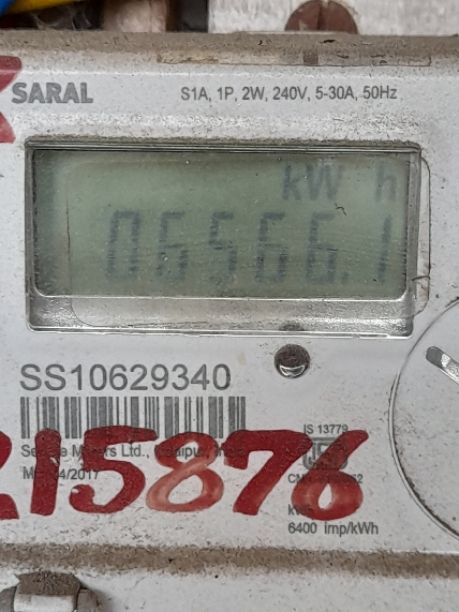 SARAL
S1A, 1P, 2W, 240V, 5-30A, 50Hz
kW h
06566.1
SS10629340
IS 13779
Ltd.,
215876
6400 imp/kWh